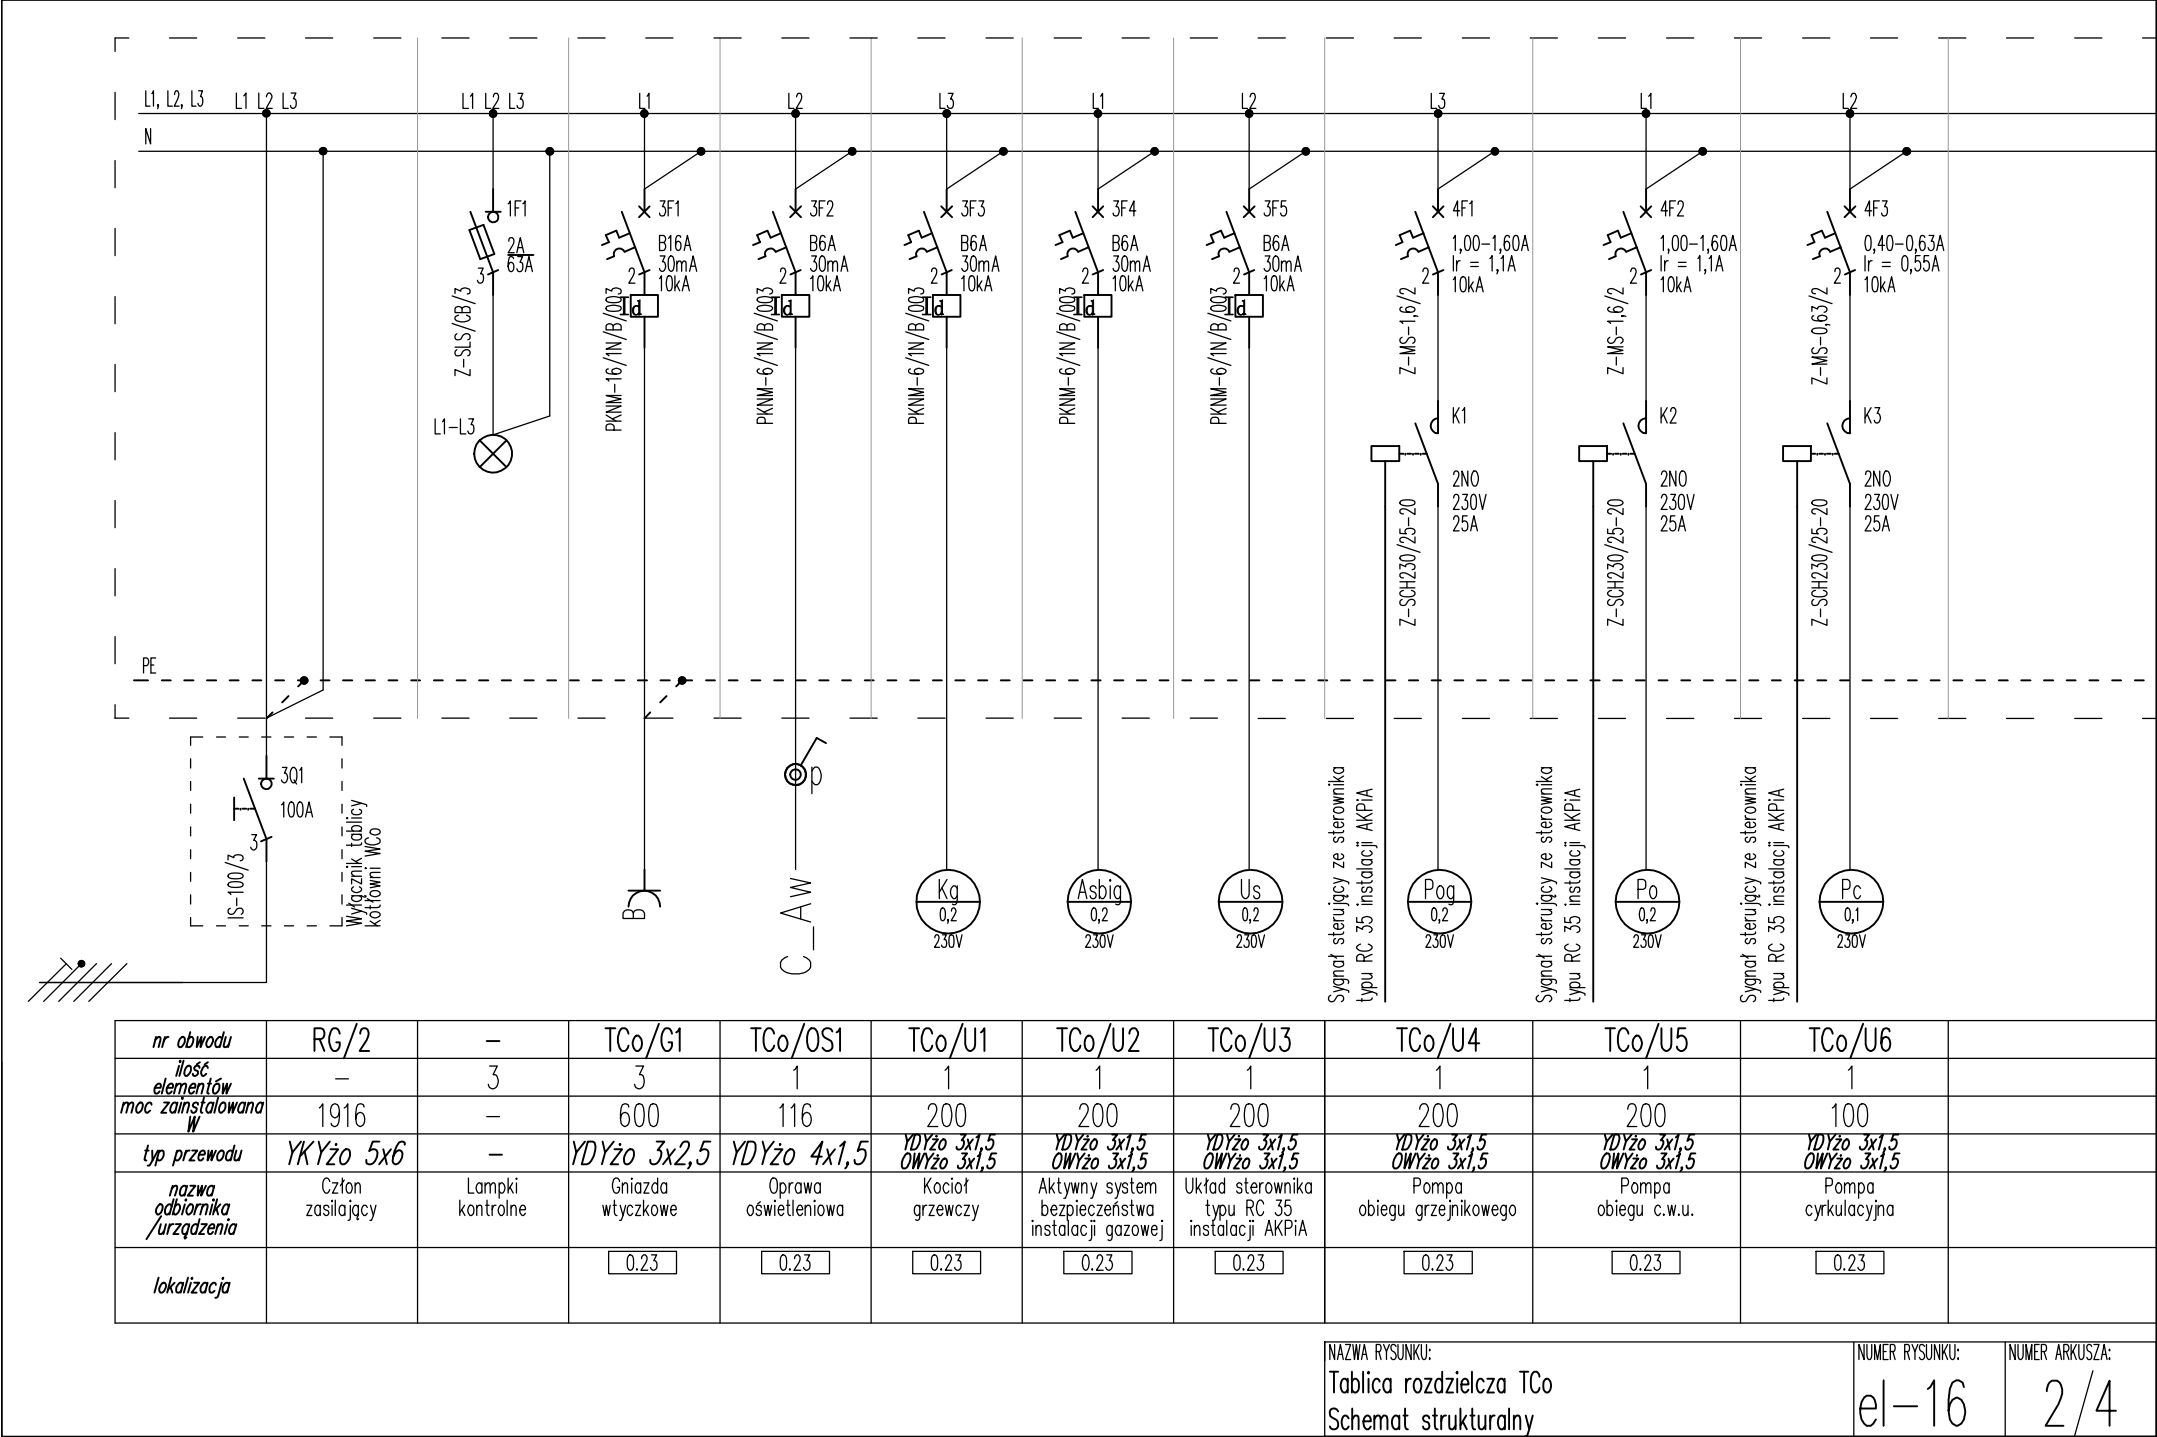 L1, L2, L3
L1 L2 L3
L1 L2 L3
L1
L2
L3
L1
L2
L3
L1
L2
N
1F1
2A
63A
3
Z-SLS/CB/3
L1-L3
3F1
B16A
30mA
10kA
2
Id
PKNM-16/1N/B/003
3F2
B6A
30mA
10kA
2
Id
PKNM-6/1N/B/003
3F3
B6A
30mA
10kA
2
Id
PKNM-6/1N/B/003
3F4
B6A
30mA
10kA
2
Id
PKNM-6/1N/B/003
3F5
B6A
30mA
10kA
2
Id
PKNM-6/1N/B/003
4F1
1,00-1,60A
Ir = 1,1A
10kA
2
Z-MS-1,6/2
4F2
1,00-1,60A
Ir = 1,1A
10kA
2
Z-MS-1,6/2
4F3
0,40-0,63A
Ir = 0,55A
10kA
2
Z-MS-0,63/2
K1
2NO
230V
25A
Z-SCH230/25-20
K2
2NO
230V
25A
Z-SCH230/25-20
K3
2NO
230V
25A
Z-SCH230/25-20
PE
3Q1
100A
3
IS-100/3
Wyłącznik tablicy
kotłowni WCo
B
p
C_Aw
Kg
0,2
230V
Asbig
0,2
230V
Us
0,2
230V
Sygnał sterujący ze sterownika
typu RC 35 instalacji AKPiA
Pog
0,2
230V
Sygnał sterujący ze sterownika
typu RC 35 instalacji AKPiA
Po
0,2
230V
Sygnał sterujący ze sterownika
typu RC 35 instalacji AKPiA
Pc
0,1
230V
nr obwodu RG/2 - TCo/G1 TCo/OS1 TCo/U1 TCo/U2 TCo/U3 TCo/U4 TCo/U5 TCo/U6
ilość
elementów - 3 3 1 1 1 1 1 1 1
moc zainstalowana
W 1916 - 600 116 200 200 200 200 200 100
typ przewodu YKYżo 5x6 - YDYżo 3x2,5 YDYżo 4x1,5 YDYżo 3x1,5 YDYżo 3x1,5 YDYżo 3x1,5 YDYżo 3x1,5 YDYżo 3x1,5 YDYżo 3x1,5
OWYżo 3x1,5 OWYżo 3x1,5 OWYżo 3x1,5 OWYżo 3x1,5 OWYżo 3x1,5 OWYżo 3x1,5
nazwa
odbiornika
/urządzenia
Człon
zasilający
Lampki
kontrolne
Gniazda
wtyczkowe
Oprawa
oświetleniowa
Kocioł
grzewczy
Aktywny system
bezpieczeństwa
instalacji gazowej
Układ sterownika
typu RC 35
instalacji AKPiA
Pompa
obiegu grzejnikowego
Pompa
obiegu c.w.u.
Pompa
cyrkulacyjna
lokalizacja 0.23 0.23 0.23 0.23 0.23 0.23 0.23 0.23
NAZWA RYSUNKU:
Tablica rozdzielcza TCo
Schemat strukturalny
NUMER RYSUNKU:
el-16
NUMER ARKUSZA:
2/4